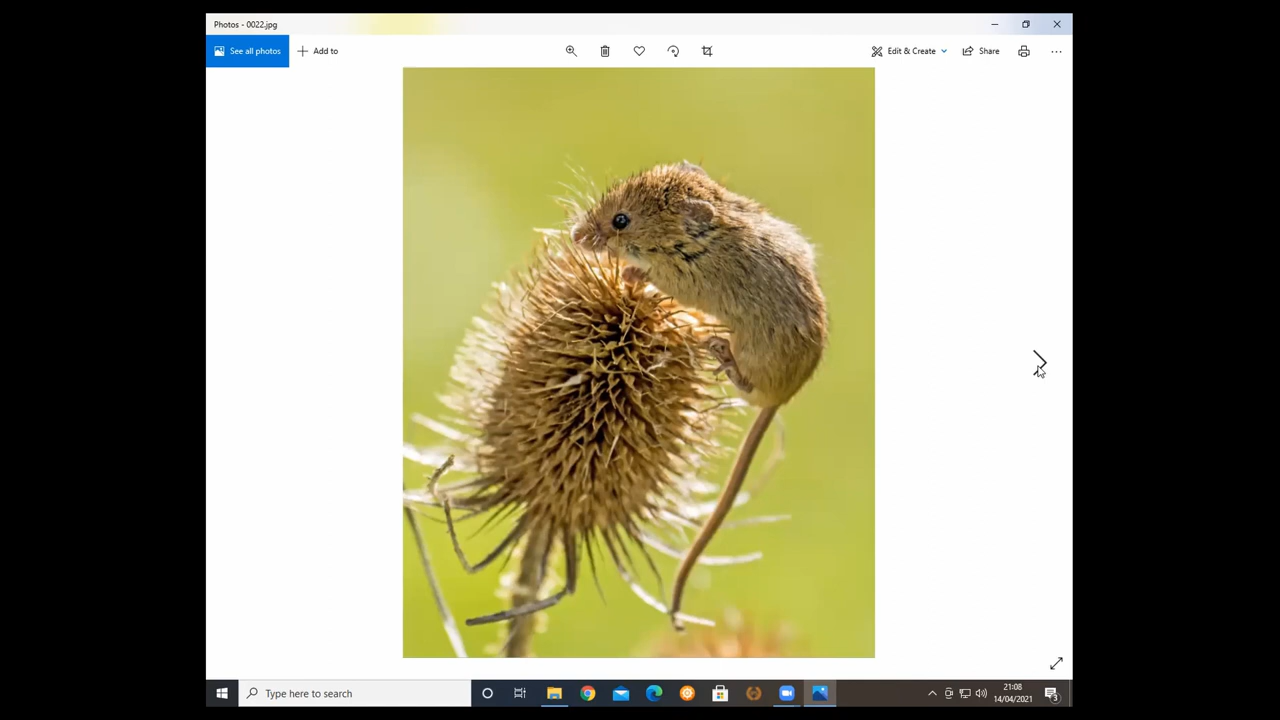 Photos - 0022.jpg
See all photos
Add to
Edit & Create
Share
Type here to search
21:08
14/04/2021
3